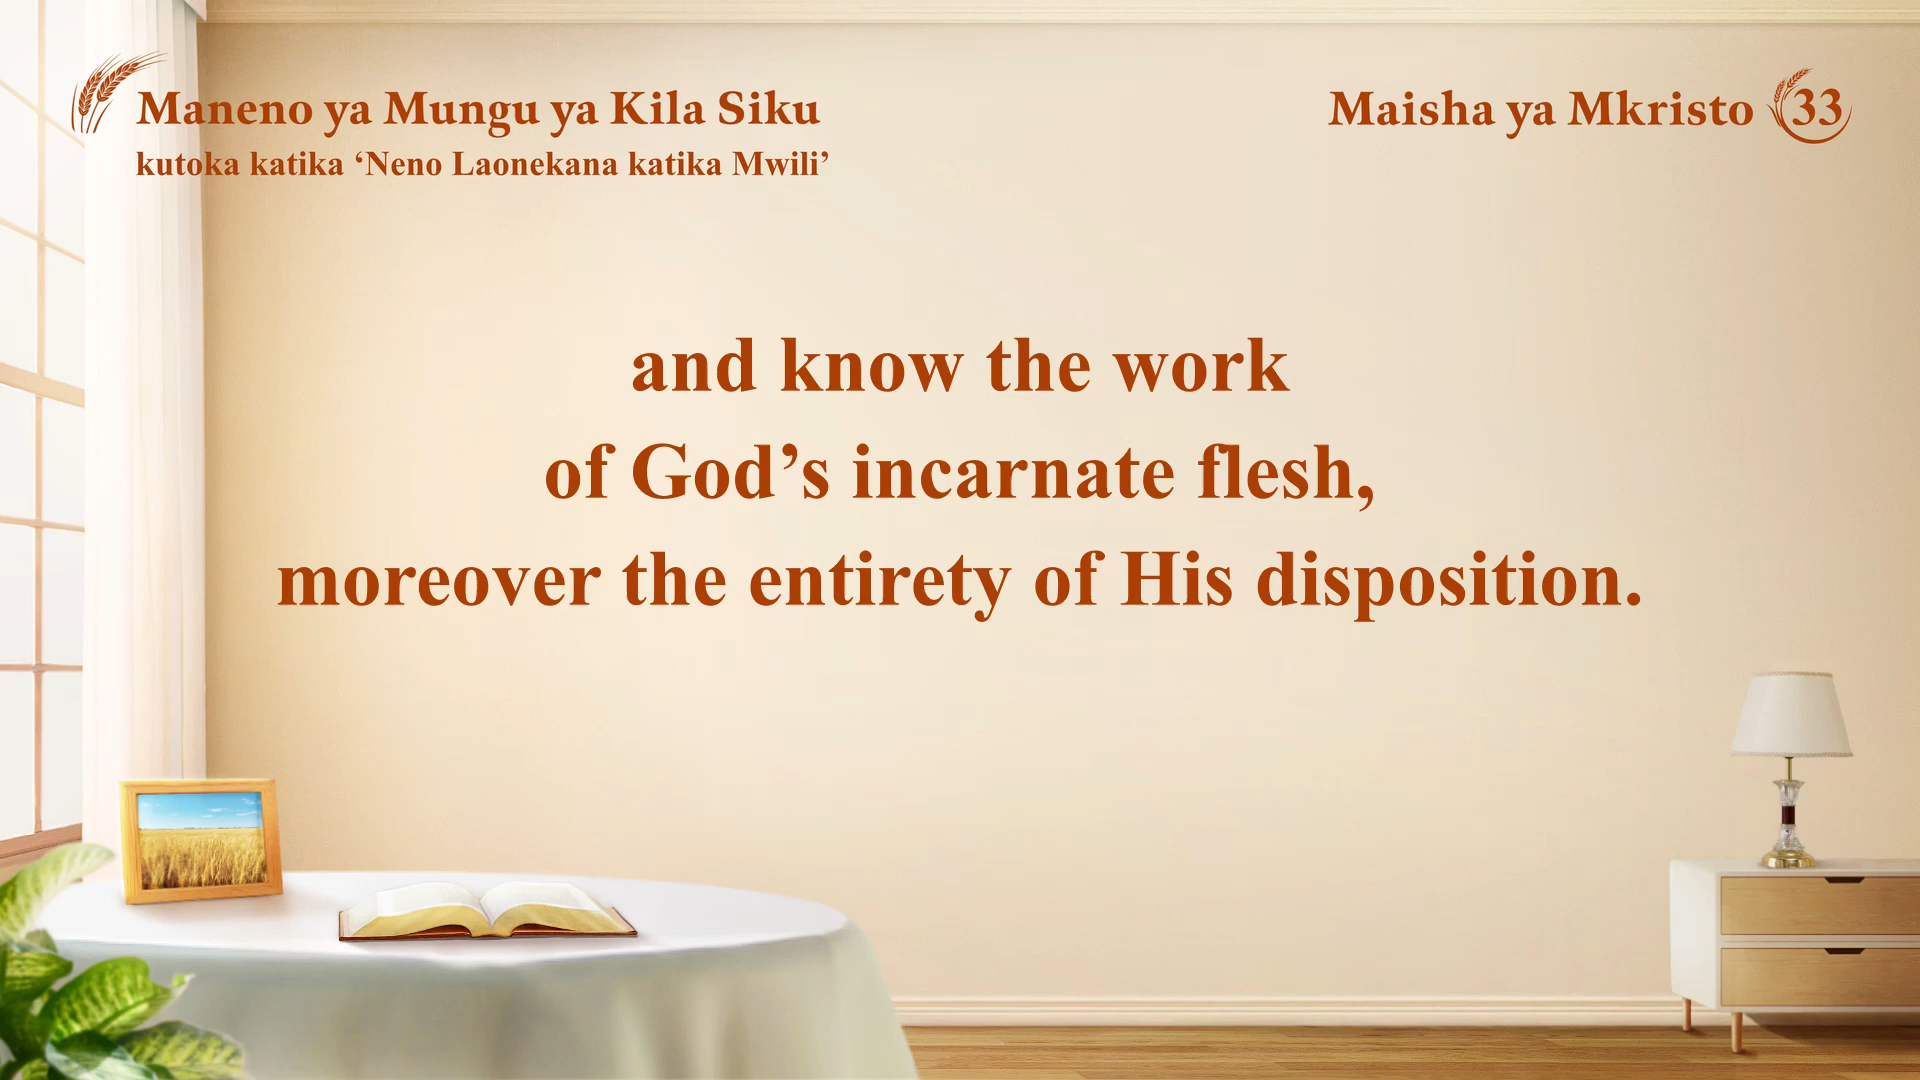 Maneno ya Mungu ya Kila Siku
kutoka katika ‘Neno Laonekana katika Mwili’
Maisha ya Mkristo 33
and know the work
of God’s incarnate flesh,
moreover the entirety of His disposition.